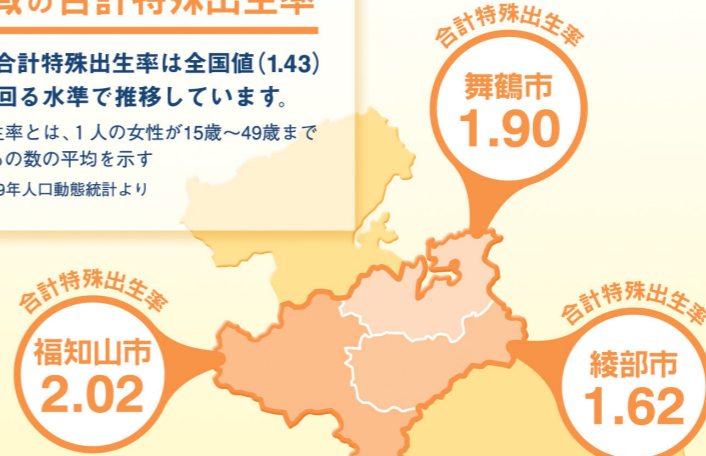 域の合計特殊出生率
合計特殊出生率は全国値(1.43)
回る水準で推移しています。
生率とは、1人の女性が15歳〜49歳まで
もの数の平均を示す
9年人口動態統計より
合計特殊出生率
舞鶴市
1.90
合計特殊出生率
福知山市
2.02
合計特殊出生率
綾部市
1.62